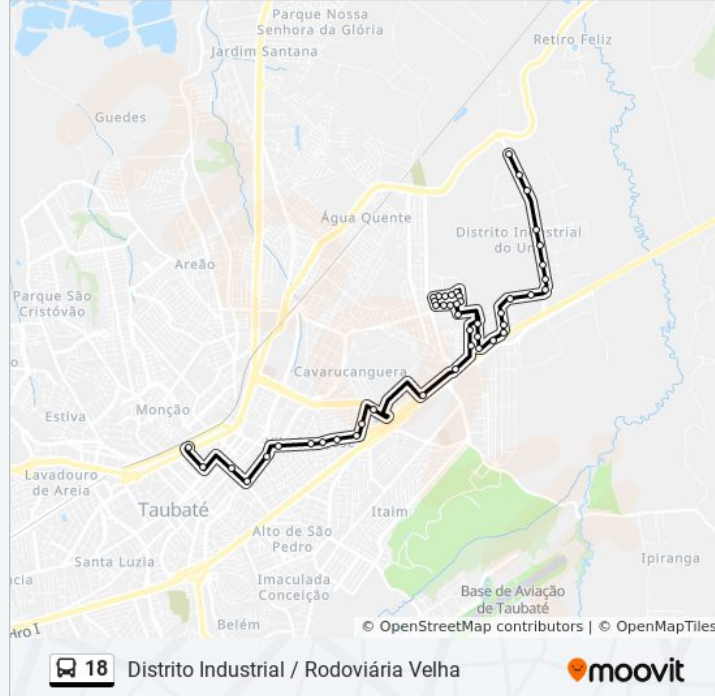 Parque Nossa
Senhora da Glória
Jardim Santana
Retiro Feliz
Guedes
Água Quente
Distrito Industrial
do Una
Areão
Parque São
Cristóvão
Cavarucanguera
Monção
Estiva
Lavadouro
de Areia
Taubaté
Itaim
Alto de São
Pedro
Santa Luzia
Ipiranga
Imaculada
Conceição
Base de Aviação
de Taubaté
Belém
© OpenStreetMap contributors | © OpenMapTiles
18 Distrito Industrial / Rodoviária Velha
moovit